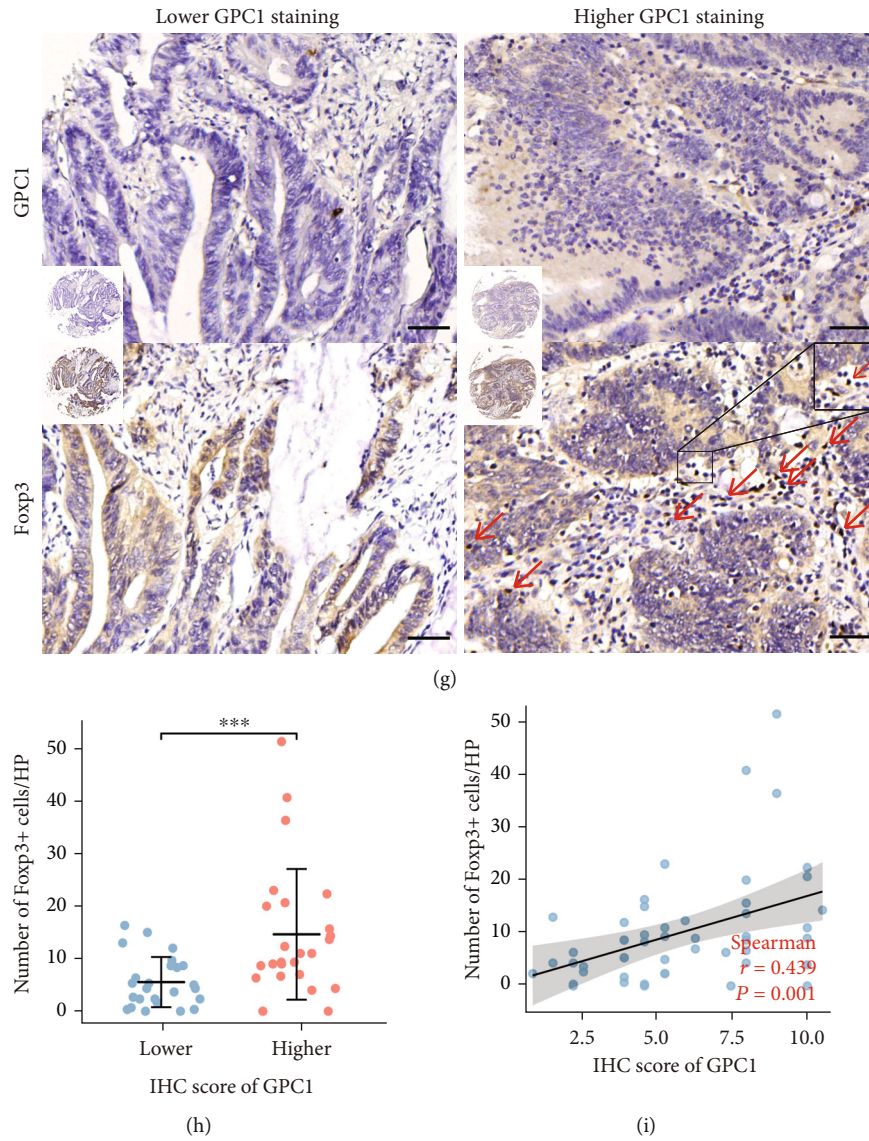 Lower GPC1 staining
Higher GPC1 staining
GPC1
Foxp3
(g)
Number of Foxp3+ cells/HP
50
40
30
20
10
0
***
Lower
Higher
IHC score of GPC1
(h)
Number of Foxp3+ cells/HP
50
40
30
20
10
0
Spearman
r = 0.439
P = 0.001
2.5
5.0
7.5
10.0
IHC score of GPC1
(i)